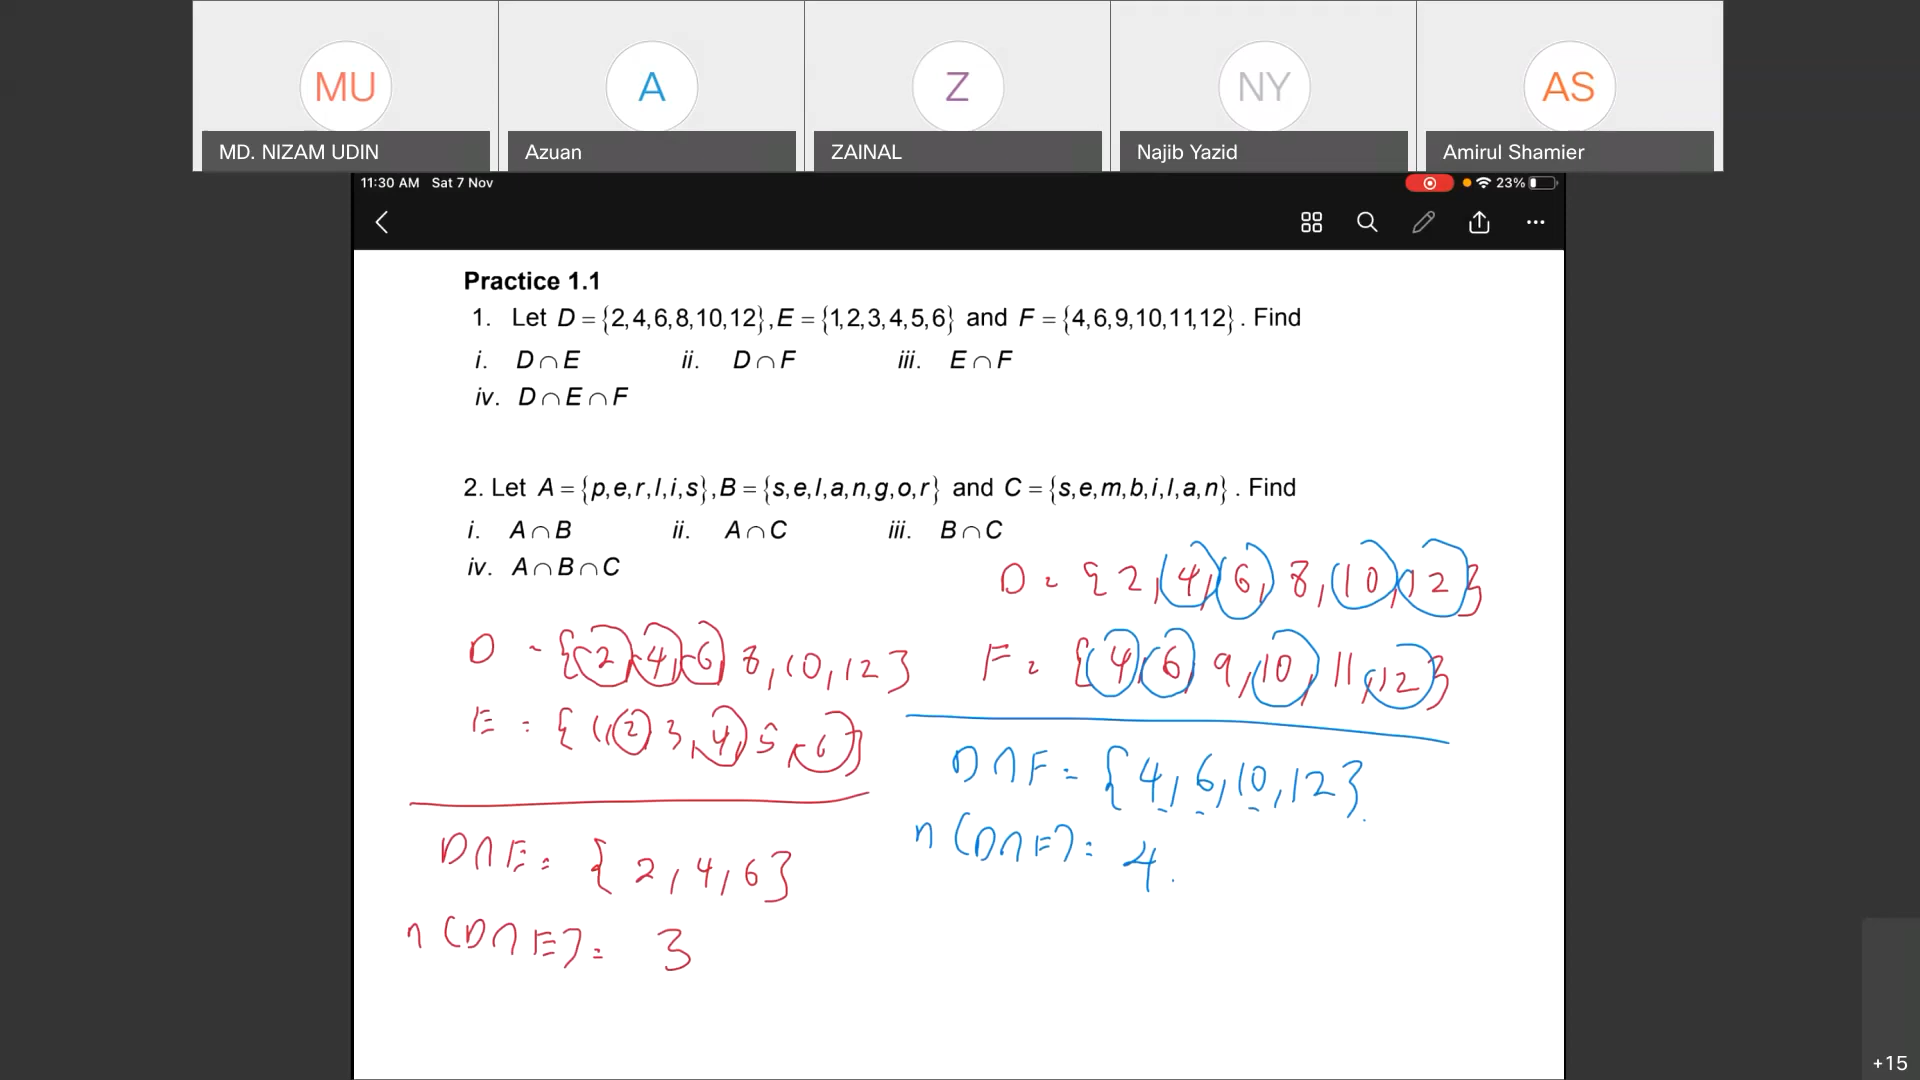 MU A Z NY AS
MD. NIZAM UDIN Azuan ZAINAL Najib Yazid Amirul Shamier
11:30 AM Sat 7 Nov 23%
Practice 1.1
1. Let D = {2,4,6,8,10,12}, E = {1,2,3,4,5,6} and F = {4,6,9,10,11,12}. Find
i. D∩E ii. D∩F iii. E∩F
iv. D∩E∩F
2. Let A = {p,e,r,l,i,s}, B = {s,e,l,a,n,g,o,r} and C = {s,e,m,b,i,l,a,n}. Find
i. A∩B ii. A∩C iii. B∩C
iv. A∩B∩C
D = {2, 4, 6, 8, 10, 12}
F = {4, 6, 9, 10, 11, 12}
D∩F = {4, 6, 10, 12}
n(D∩F) = 4.
D = {2, 4, 6, 8, 10, 12}
E = {1, 2, 3, 4, 5, 6}
D∩E = {2, 4, 6}
n(D∩E) = 3
+15